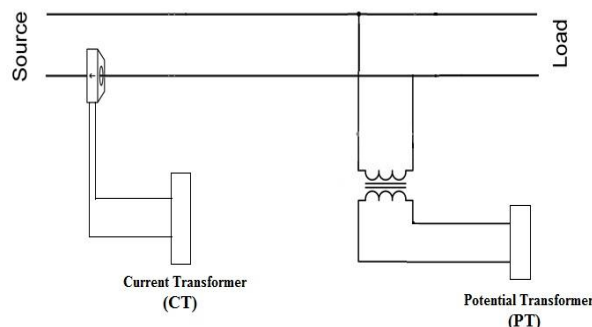 Source
Load
Current Transformer
(CT)
Potential Transformer
(PT)